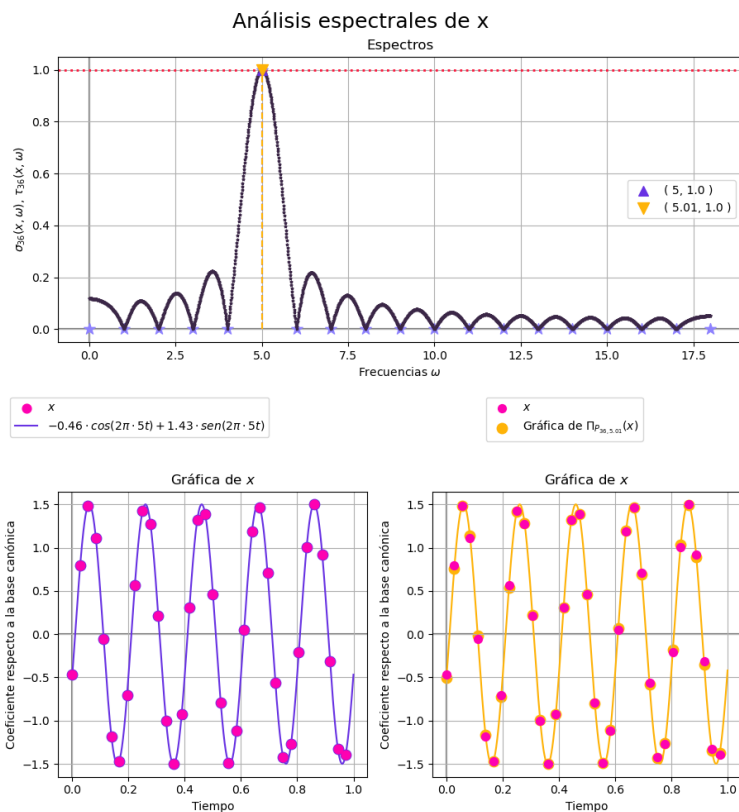 Análisis espectrales de x
Espectros
1.0
0.8
0.6
0.4
0.2
0.0
σ₃₆(x, ω), τ₃₆(x, ω)
( 5, 1.0 )
( 5.01, 1.0 )
0.0 2.5 5.0 7.5 10.0 12.5 15.0 17.5
Frecuencias ω
x
−0.46 · cos(2π · 5t) + 1.43 · sen(2π · 5t)
x
Gráfica de Π_{P_{36, 5.01}}(x)
Gráfica de x
1.5
1.0
0.5
0.0
−0.5
−1.0
−1.5
Coeficiente respecto a la base canónica
0.0 0.2 0.4 0.6 0.8 1.0
Tiempo
Gráfica de x
1.5
1.0
0.5
0.0
−0.5
−1.0
−1.5
Coeficiente respecto a la base canónica
0.0 0.2 0.4 0.6 0.8 1.0
Tiempo